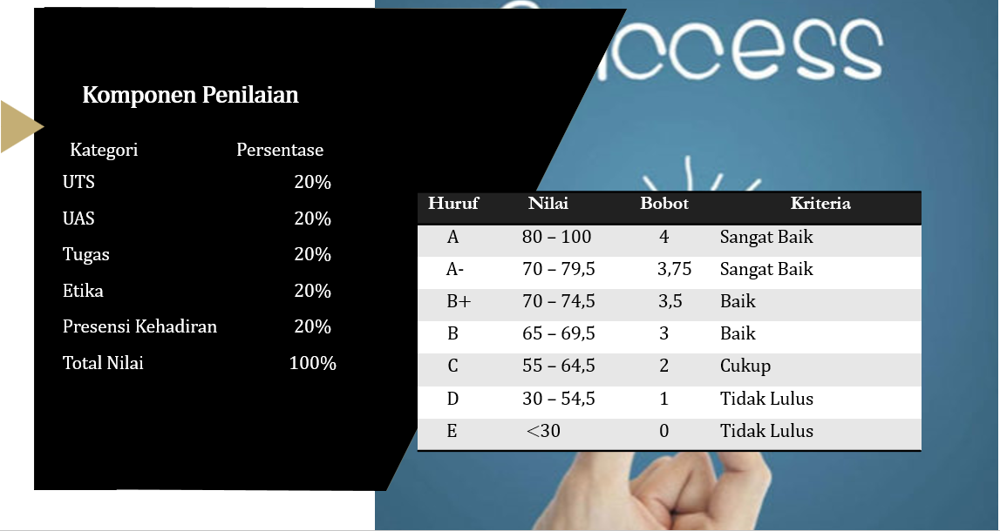 ccess
Komponen Penilaian
Kategori Persentase
UTS 20%
UAS 20%
Tugas 20%
Etika 20%
Presensi Kehadiran 20%
Total Nilai 100%
Huruf Nilai Bobot Kriteria
A 80 – 100 4 Sangat Baik
A- 70 – 79,5 3,75 Sangat Baik
B+ 70 – 74,5 3,5 Baik
B 65 – 69,5 3 Baik
C 55 – 64,5 2 Cukup
D 30 – 54,5 1 Tidak Lulus
E <30 0 Tidak Lulus